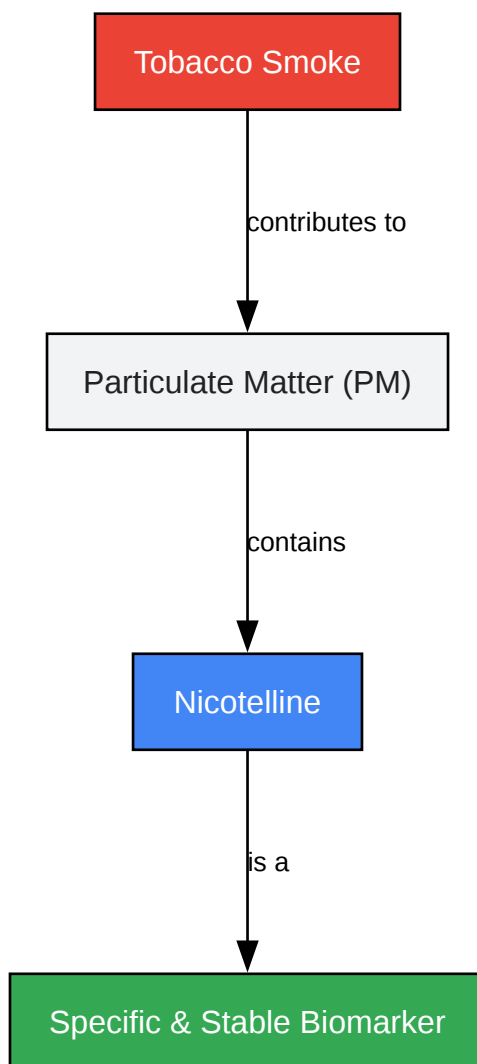 Tobacco Smoke
contributes to
Particulate Matter (PM)
contains
Nicotelline
is a
Specific & Stable Biomarker